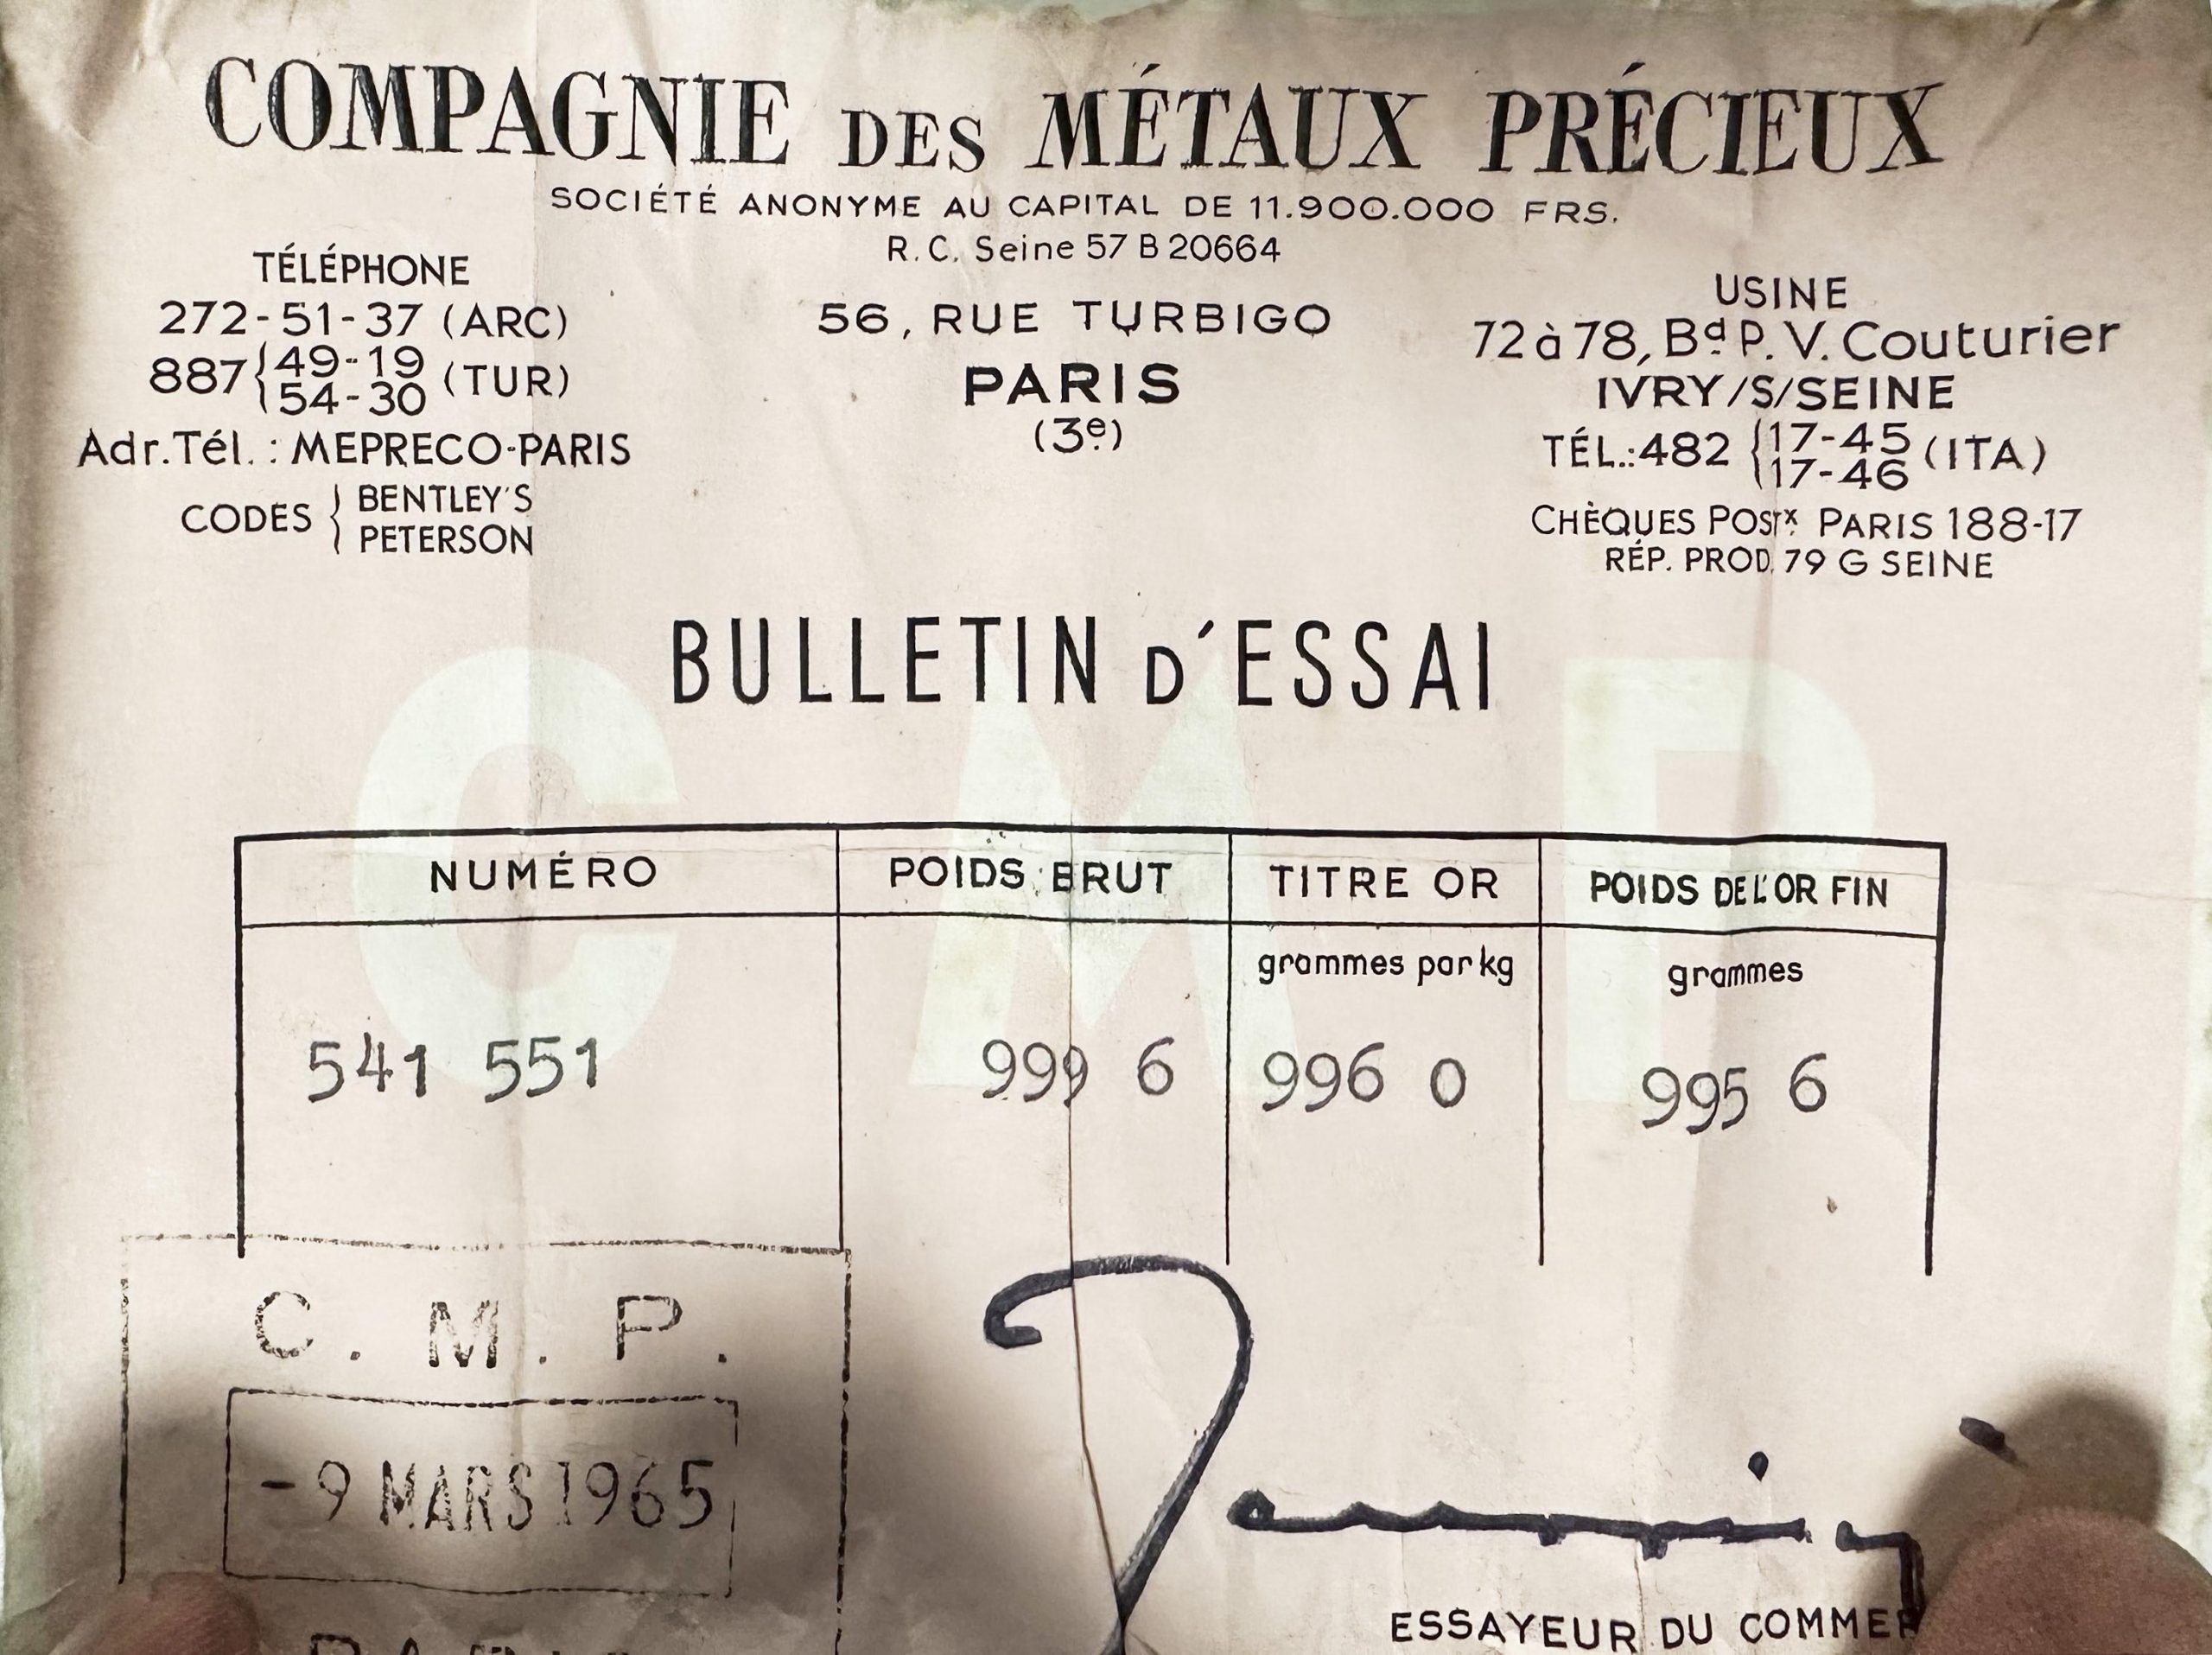 COMPAGNIE DES MÉTAUX PRÉCIEUX
SOCIÉTÉ ANONYME AU CAPITAL DE 11.900.000 FRS.
R.C. Seine 57 B 20664
TÉLÉPHONE
272-51-37 (ARC)
887 { 49-19
54-30 (TUR)
Adr.Tél. : MEPRECO-PARIS
CODES } BENTLEY'S
PETERSON
56, RUE TURBIGO
PARIS
(3e)
USINE
72 à 78, Bd P. V. Couturier
IVRY/S/SEINE
TÉL.:482 { 17-45
17-46 (ITA)
CHÈQUES POSTx PARIS 188-17
RÉP. PROD. 79 G SEINE
BULLETIN D'ESSAI
CMP
NUMÉRO POIDS BRUT TITRE OR POIDS DE L'OR FIN
grammes par kg grammes
541 551 999 6 996 0 995 6
C. M. P.
-9 MARS 1965
ESSAYEUR DU COMMER